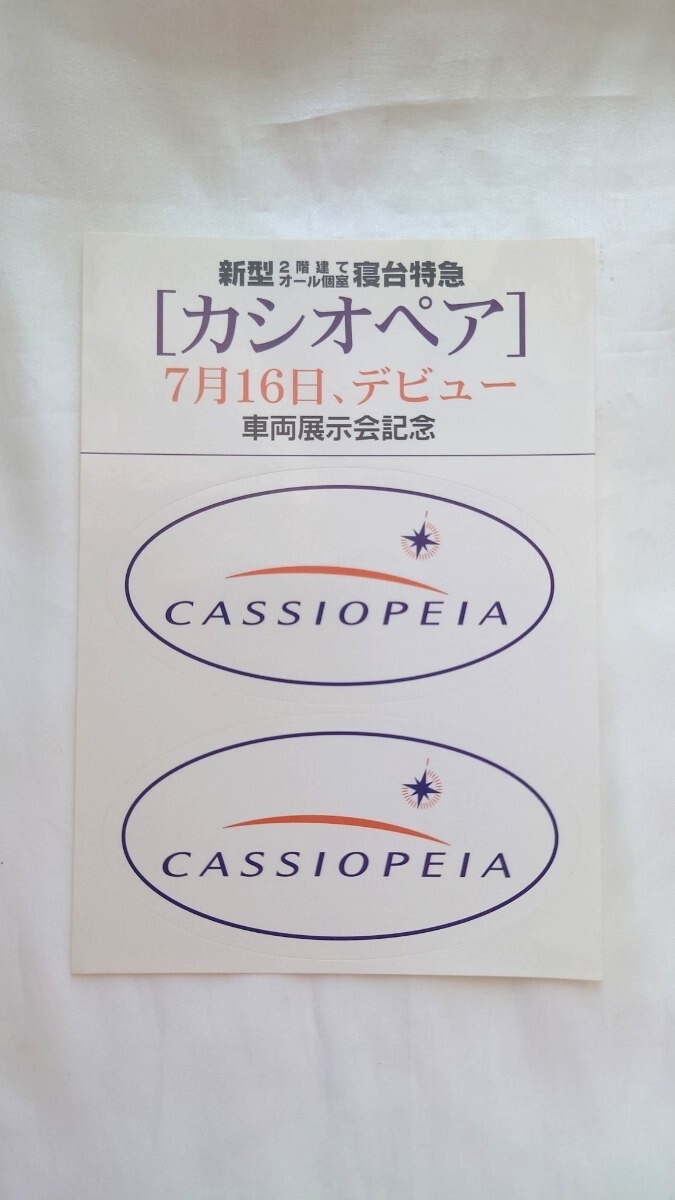 新型2階建てオール個室寝台特急
[カシオペア]
7月16日、デビュー
車両展示会記念
CASSIOPEIA
CASSIOPEIA